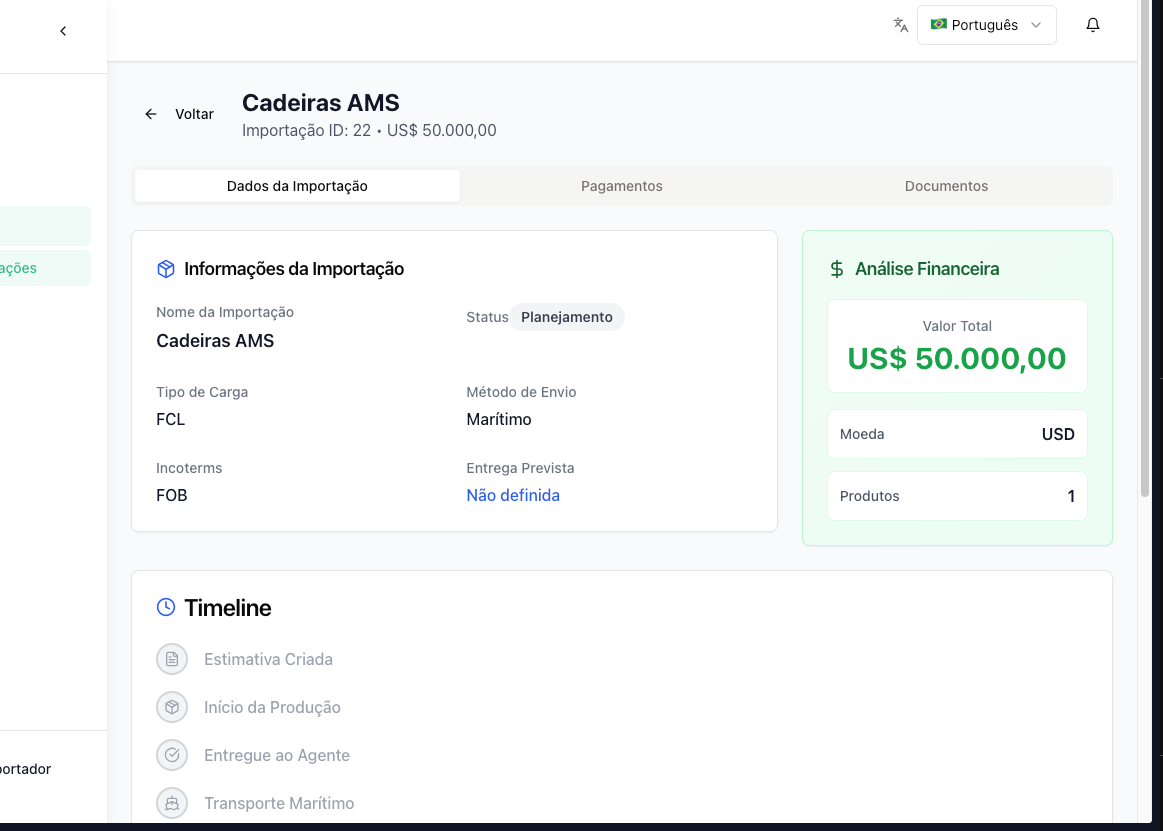 Português
Voltar
Cadeiras AMS
Importação ID: 22 • US$ 50.000,00
Dados da Importação
Pagamentos
Documentos
ações
Informações da Importação
Nome da Importação
Cadeiras AMS
Status
Planejamento
Tipo de Carga
FCL
Método de Envio
Marítimo
Incoterms
FOB
Entrega Prevista
Não definida
Análise Financeira
Valor Total
US$ 50.000,00
Moeda
USD
Produtos
1
Timeline
Estimativa Criada
Início da Produção
Entregue ao Agente
Transporte Marítimo
portador